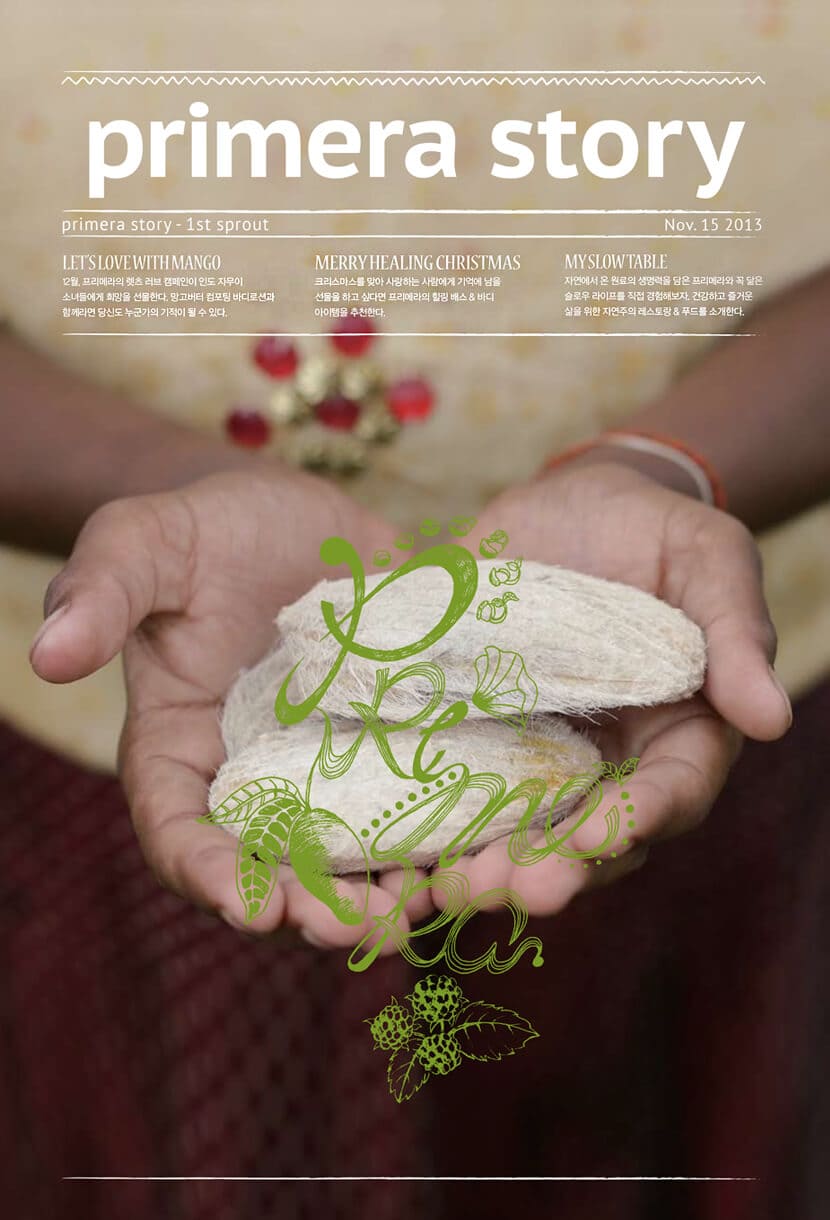 primera story
primera story - 1st sprout
Nov. 15 2013
LET'S LOVE WITH MANGO
12월, 프리메라의 렛츠 러브 캠페인이 인도 자무이
소녀들에게 희망을 선물한다. 망고버터 컴포팅 바디로션과
함께라면 당신도 누군가의 기적이 될 수 있다.
MERRY HEALING CHRISTMAS
크리스마스를 맞아 사랑하는 사람에게 기억에 남을
선물을 하고 싶다면 프리메라의 힐링 배스 & 바디
아이템을 추천한다.
MY SLOW TABLE
자연에서 온 원료의 생명력을 담은 프리메라와 꼭 닮은
슬로우 라이프를 직접 경험해보자. 건강하고 즐거운
삶을 위한 자연주의 레스토랑 & 푸드를 소개한다.
P
Ri
me
Ra